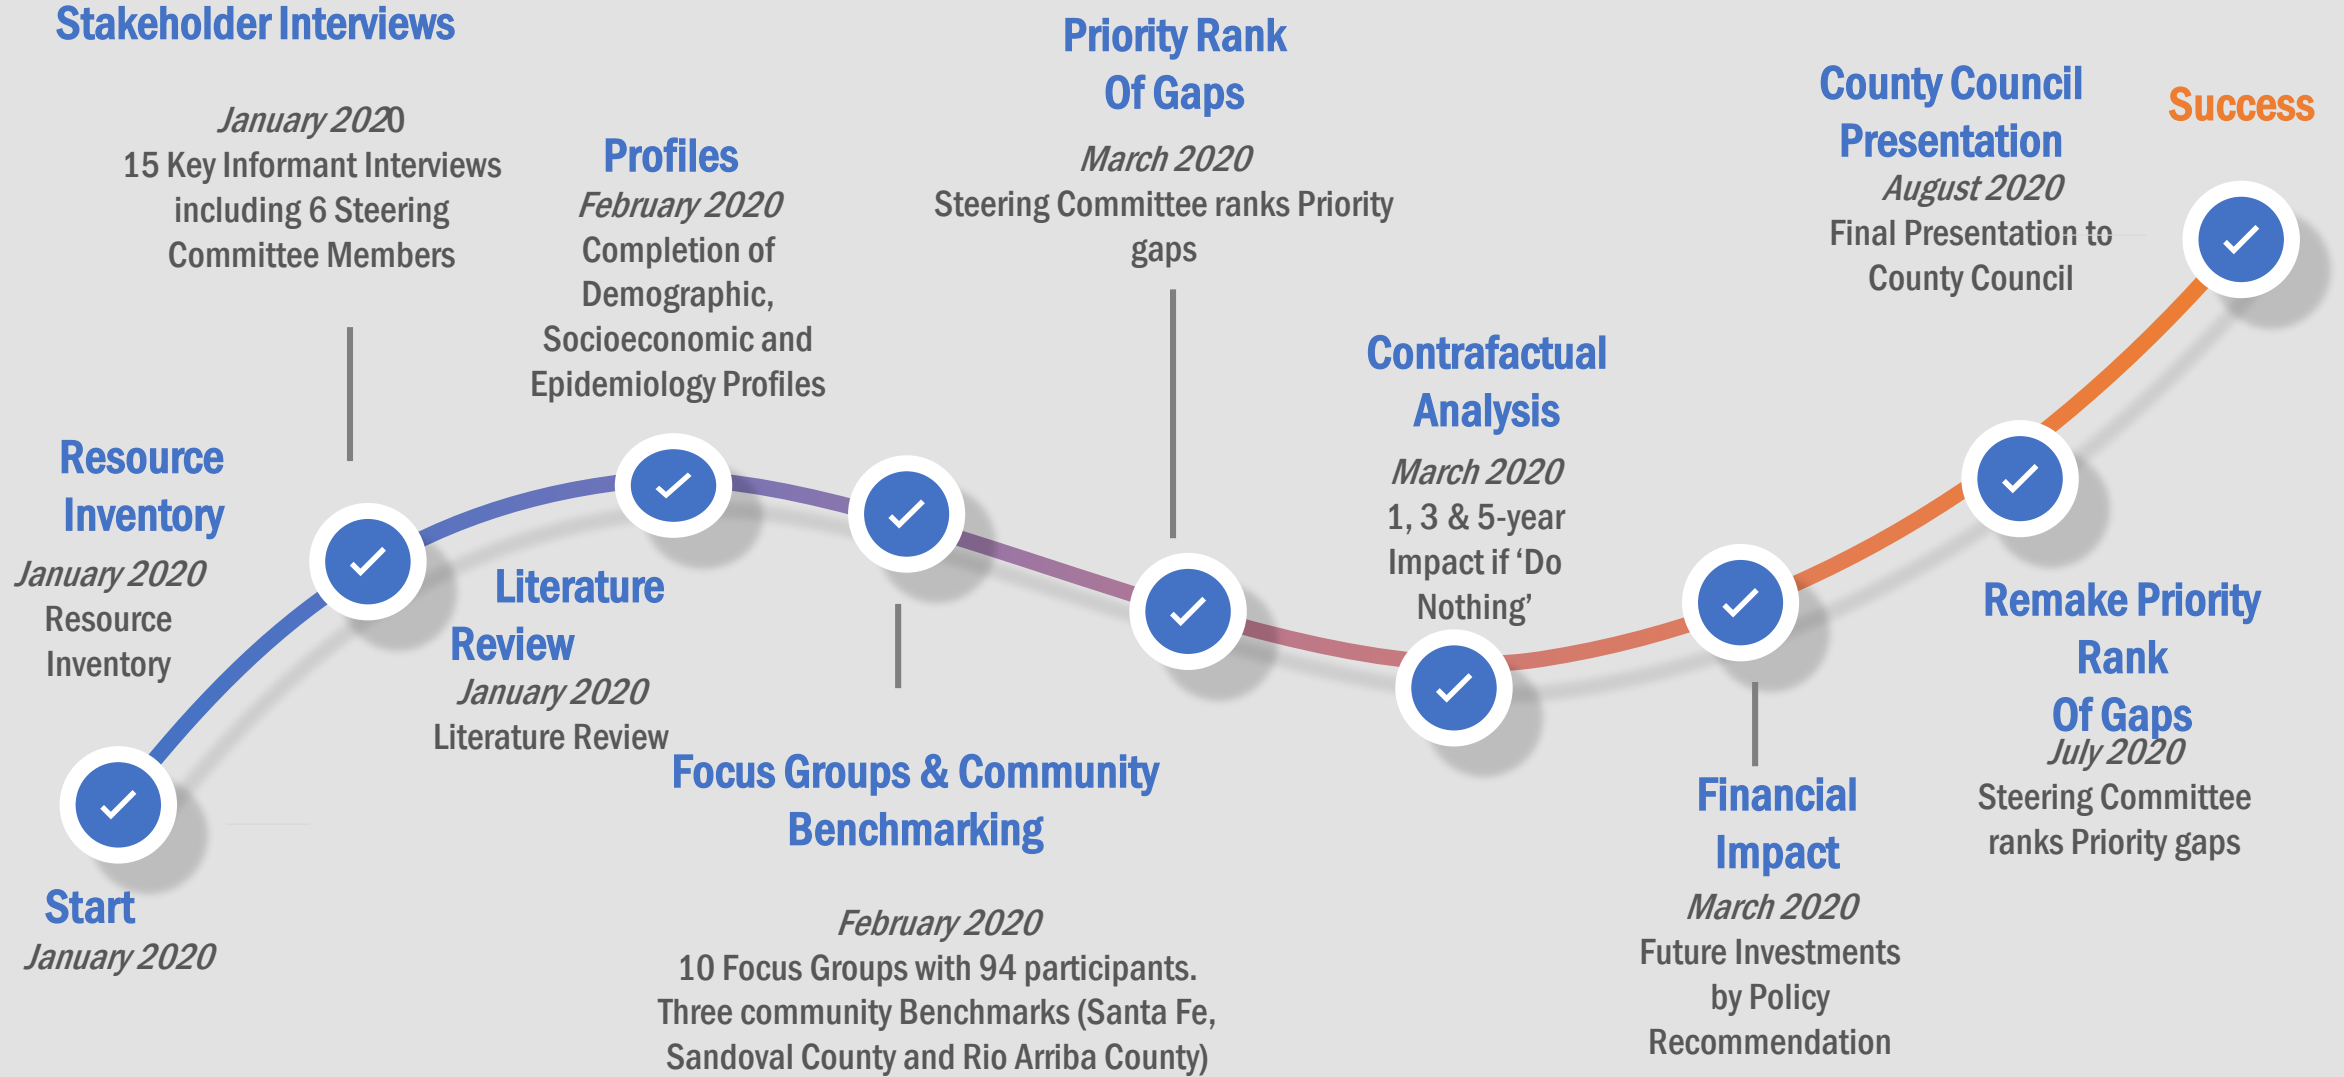 Stakeholder Interviews
January 2020
15 Key Informant Interviews
including 6 Steering
Committee Members
Resource
Inventory
January 2020
Resource
Inventory
Start
January 2020
Literature
Review
January 2020
Literature Review
Profiles
February 2020
Completion of
Demographic,
Socioeconomic and
Epidemiology Profiles
Focus Groups & Community
Benchmarking
February 2020
10 Focus Groups with 94 participants.
Three community Benchmarks (Santa Fe,
Sandoval County and Rio Arriba County)
Priority Rank
Of Gaps
March 2020
Steering Committee ranks Priority
gaps
Contrafactual
Analysis
March 2020
1, 3 & 5-year
Impact if ‘Do
Nothing’
Financial
Impact
March 2020
Future Investments
by Policy
Recommendation
Remake Priority
Rank
Of Gaps
July 2020
Steering Committee
ranks Priority gaps
County Council
Presentation
August 2020
Final Presentation to
County Council
Success